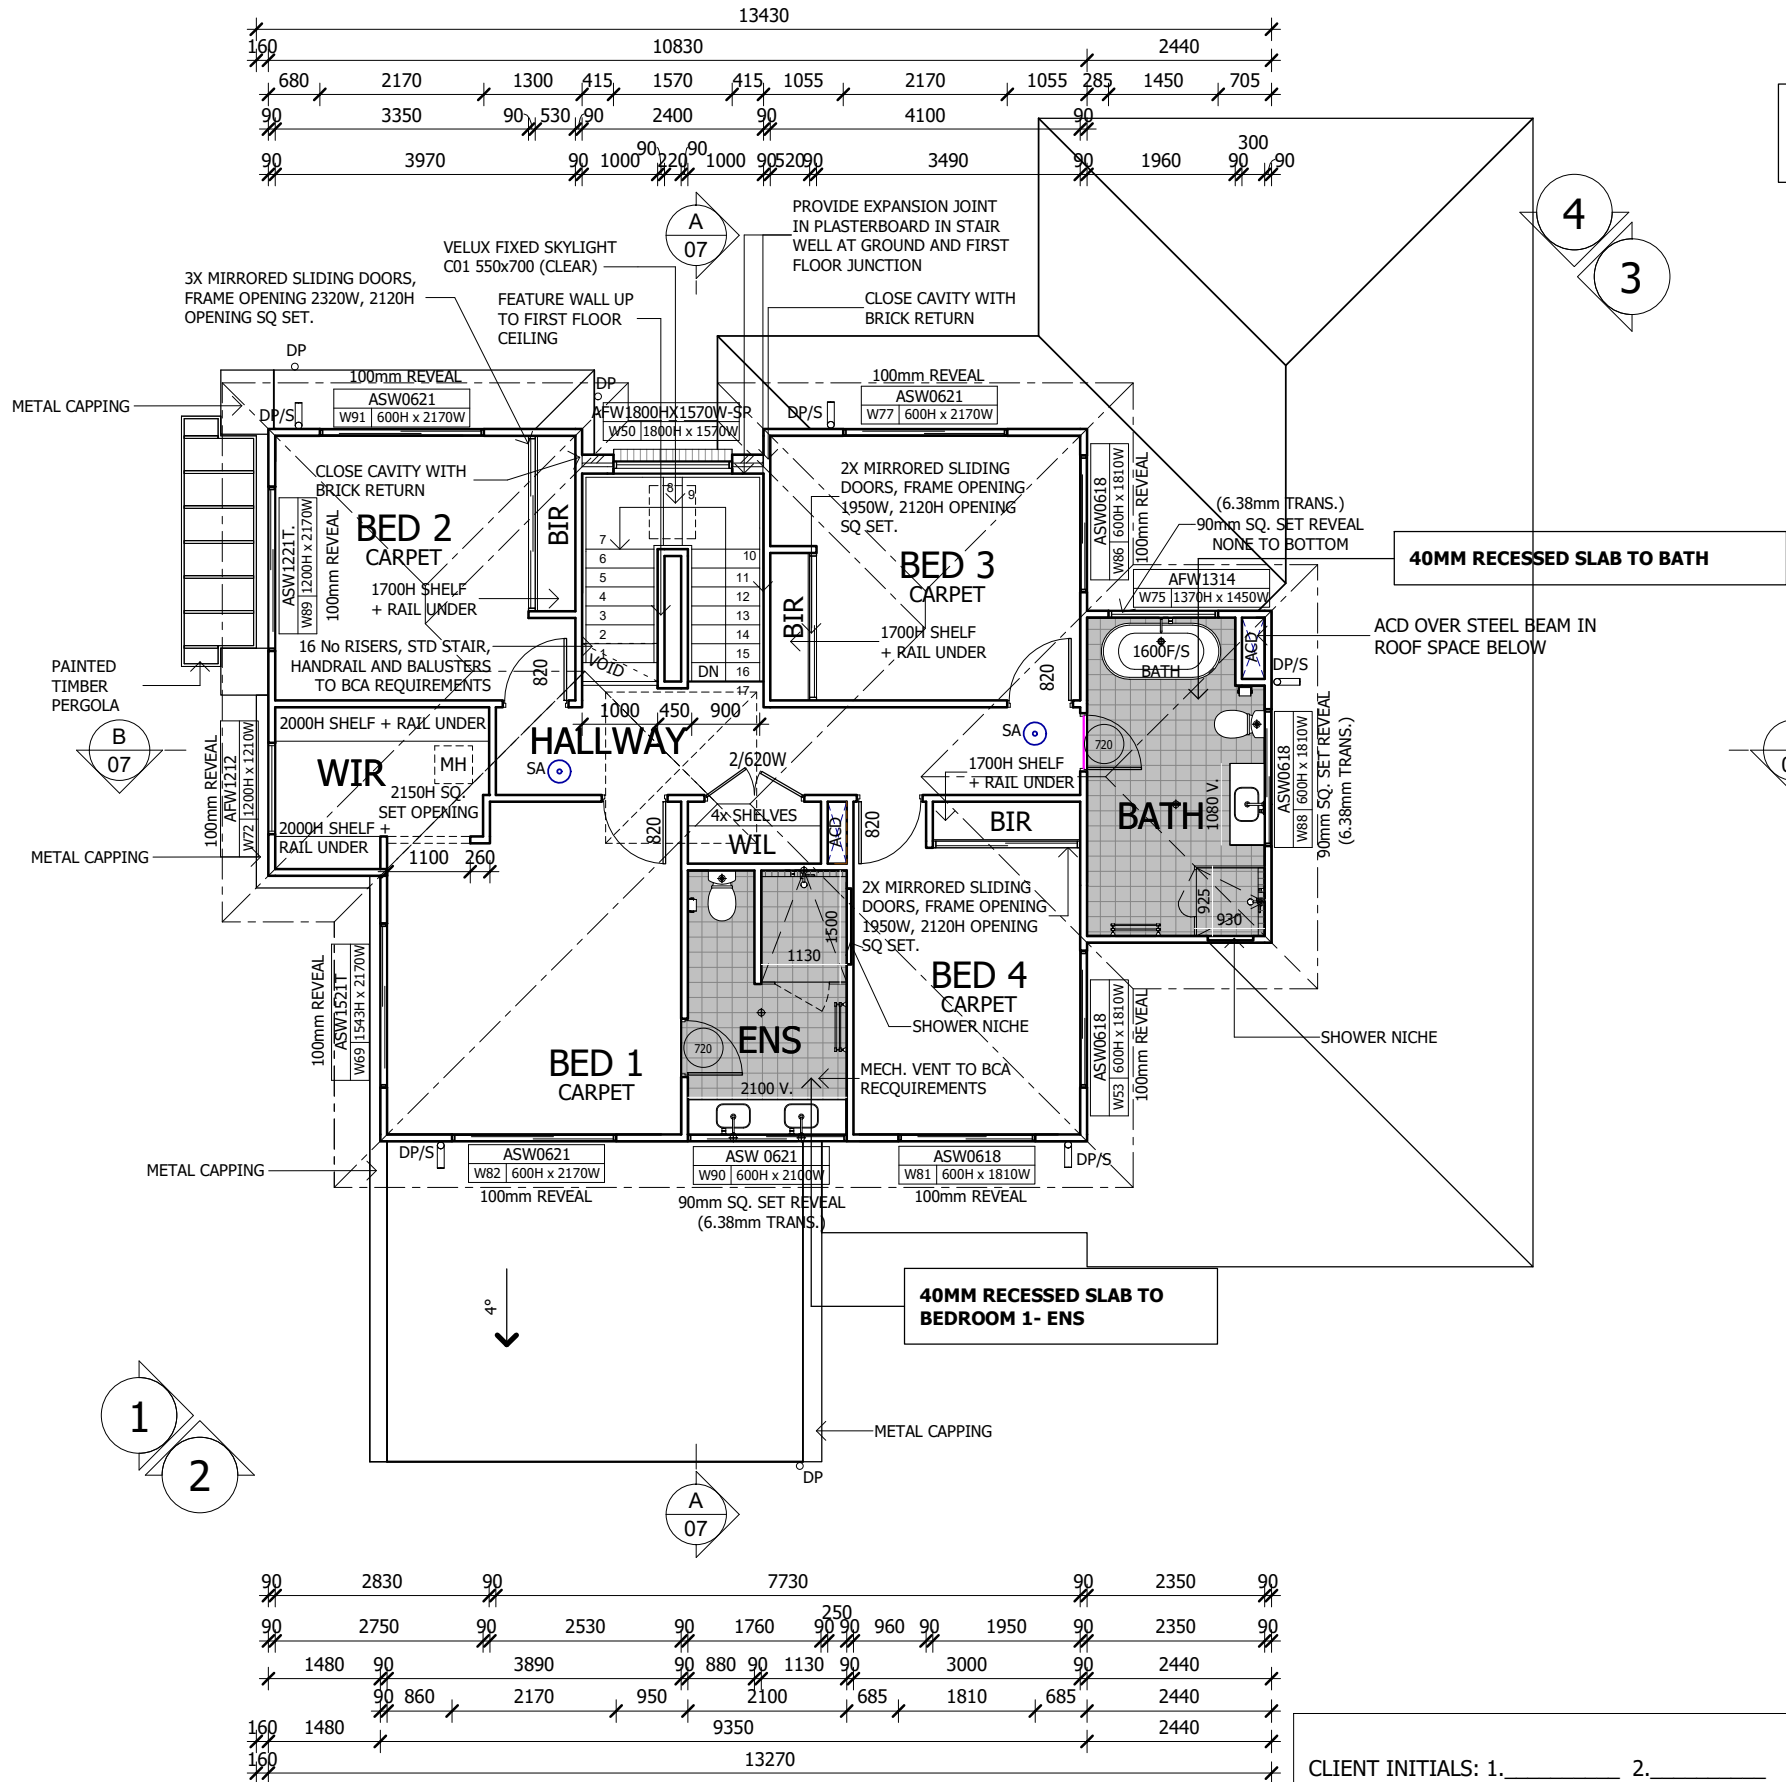 13430
160 10830 2440
680 2170 1300 415 1570 415 1055 2170 1055 285 1450 705
90 3350 90 530 90 2400 90 4100 90
90 3970 90 1000 90 220 90 1000 90 520 90 3490 90 1960 90 300 90
A
07
PROVIDE EXPANSION JOINT
IN PLASTERBOARD IN STAIR
WELL AT GROUND AND FIRST
FLOOR JUNCTION
4
3
VELUX FIXED SKYLIGHT
C01 550x700 (CLEAR)
3X MIRRORED SLIDING DOORS,
FRAME OPENING 2320W, 2120H
OPENING SQ SET.
FEATURE WALL UP
TO FIRST FLOOR
CEILING
CLOSE CAVITY WITH
BRICK RETURN
DP
DP
100mm REVEAL
ASW0621
W91 600H x 2170W
METAL CAPPING
DP/S
AFW1800HX1570W-SR
W50 1800H x 1570W
DP/S
100mm REVEAL
ASW0621
W77 600H x 2170W
CLOSE CAVITY WITH
BRICK RETURN
BED 2
CARPET
BIR
1700H SHELF
+ RAIL UNDER
ASW1221T.
W89 1200H x 2170W
100mm REVEAL
16 No RISERS, STD STAIR,
HANDRAIL AND BALUSTERS
TO BCA REQUIREMENTS
820
8
9
7
6
5
4
3
2
1
10
11
12
13
14
15
16
17
VOID
DN
2X MIRRORED SLIDING
DOORS, FRAME OPENING
1950W, 2120H OPENING
SQ SET.
BED 3
CARPET
BIR
1700H SHELF
+ RAIL UNDER
820
ASW0618
W86 600H x 1810W
100mm REVEAL
(6.38mm TRANS.)
90mm SQ. SET REVEAL
NONE TO BOTTOM
40MM RECESSED SLAB TO BATH
AFW1314
W75 1370H x 1450W
1600F/S
BATH
ACD
ACD OVER STEEL BEAM IN
ROOF SPACE BELOW
DP/S
PAINTED
TIMBER
PERGOLA
B
07
100mm REVEAL
AFW1212
W72 1200H x 1210W
2000H SHELF + RAIL UNDER
WIR
MH
2150H SQ.
SET OPENING
2000H SHELF +
RAIL UNDER
1100 260
1000 450 900
HALLWAY
SA
2/620W
SA
720
1700H SHELF
+ RAIL UNDER
BIR
BATH
1080 V.
ASW0618
W88 600H x 1810W
90mm SQ. SET REVEAL
(6.38mm TRANS.)
METAL CAPPING
820
4x SHELVES
WIL
ACD
820
925
930
2X MIRRORED SLIDING
DOORS, FRAME OPENING
1950W, 2120H OPENING
SQ SET.
1500
1130
BED 4
CARPET
SHOWER NICHE
SHOWER NICHE
100mm REVEAL
ASW1521T
W69 1543H x 2170W
BED 1
CARPET
720
ENS
2100 V.
MECH. VENT TO BCA
RECQUIREMENTS
ASW0618
W53 600H x 1810W
100mm REVEAL
METAL CAPPING
DP/S
ASW0621
W82 600H x 2170W
100mm REVEAL
ASW 0621
W90 600H x 2100W
90mm SQ. SET REVEAL
(6.38mm TRANS.)
ASW0618
W81 600H x 1810W
100mm REVEAL
DP/S
40MM RECESSED SLAB TO
BEDROOM 1- ENS
4°
1
2
METAL CAPPING
DP
A
07
90 2830 90 7730 90 2350 90
90 2750 90 2530 90 1760 90 250 90 960 90 1950 90 2350 90
1480 90 3890 90 880 90 1130 90 3000 90 2440
90 860 2170 950 2100 685 1810 685 2440
160 1480 9350 2440
160 13270
CLIENT INITIALS: 1.__________ 2.__________